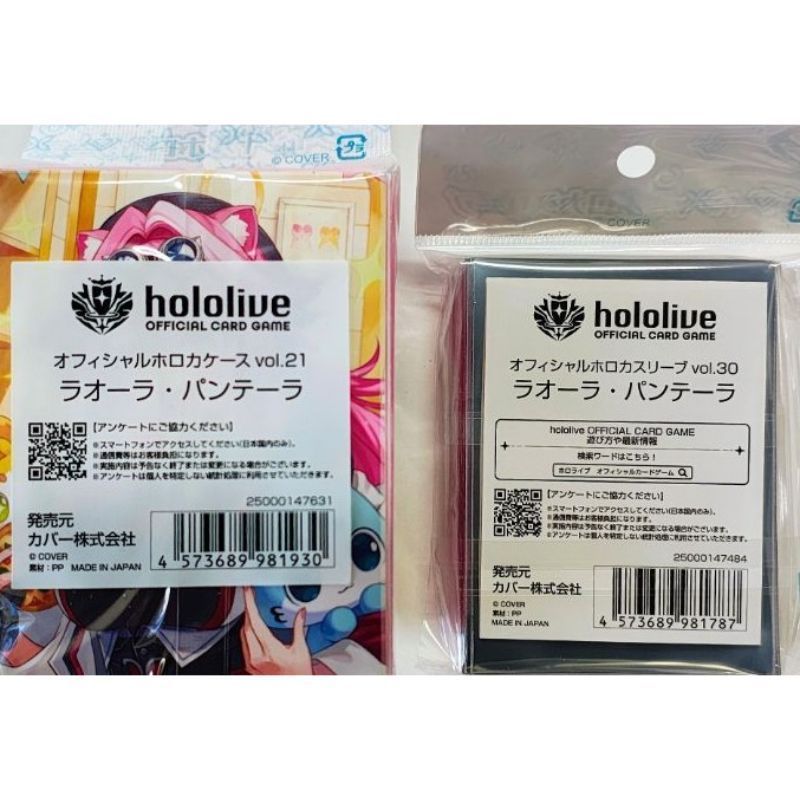 © COVER
プラ
hololive
OFFICIAL CARD GAME
オフィシャルホロカケース vol.21
ラオーラ・パンテーラ
【アンケートにご協力ください】
※スマートフォンでアクセスしてください(日本国内のみ)。
※通信費等はお客様負担になります。
※実施内容は予告なく終了または変更になる場合がございます。
※アンケートは個人を特定しない統計処理に利用させていただきます。
25000147631
発売元
カバー株式会社
© COVER
素材:PP MADE IN JAPAN
4 573689 981930
COVER
hololive
OFFICIAL CARD GAME
オフィシャルホロカスリーブ vol.30
ラオーラ・パンテーラ
hololive OFFICIAL CARD GAME
遊び方や最新情報
検索ワードはこちら!
ホロライブ オフィシャルカードゲーム
【アンケートにご協力ください】
※スマートフォンでアクセスしてください(日本国内のみ)。
※通信費等はお客様負担になります。
※実施内容は予告なく終了または変更になる場合がございます。
※アンケートは個人を特定しない統計処理に利用させていただきます。
25000147484
発売元
カバー株式会社
© COVER
素材:PP
MADE IN JAPAN
4 573689 981787